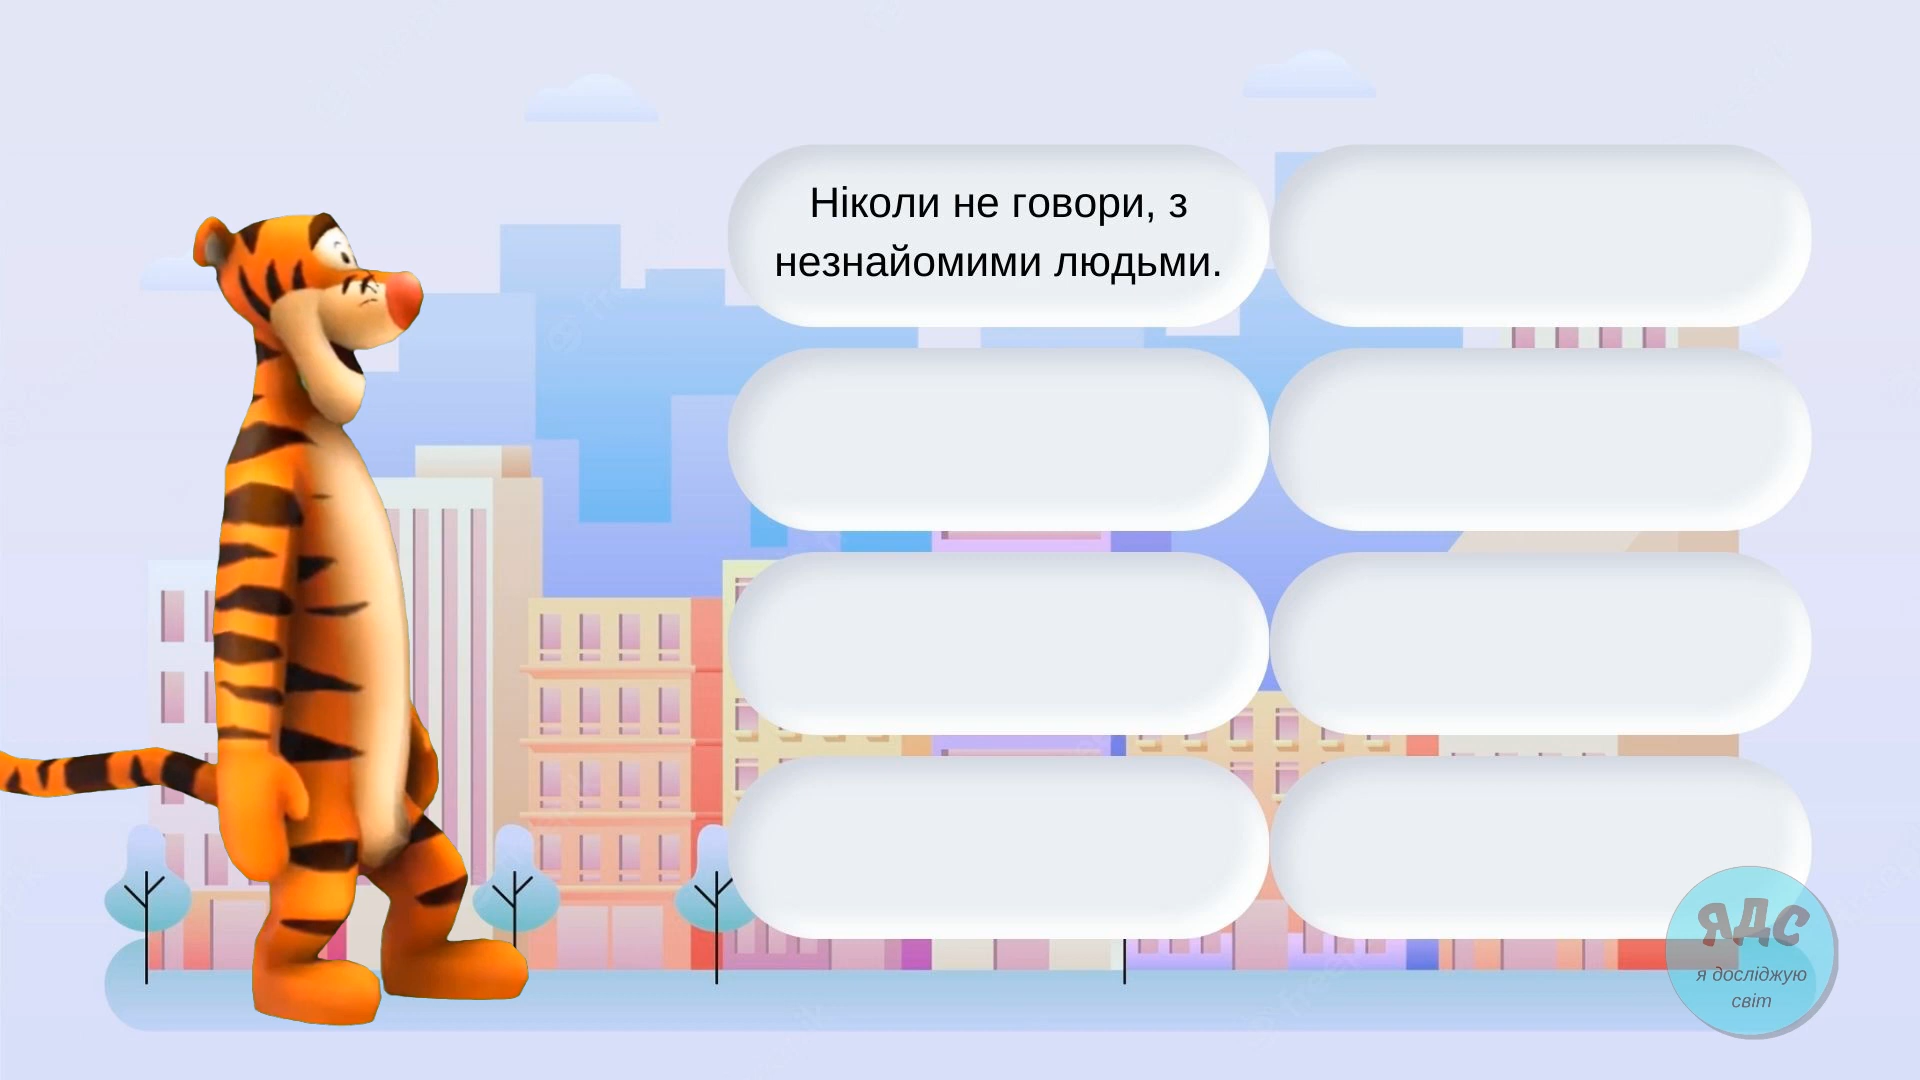 Ніколи не говори, з
незнайомими людьми.
ЯДС
я досліджую
світ